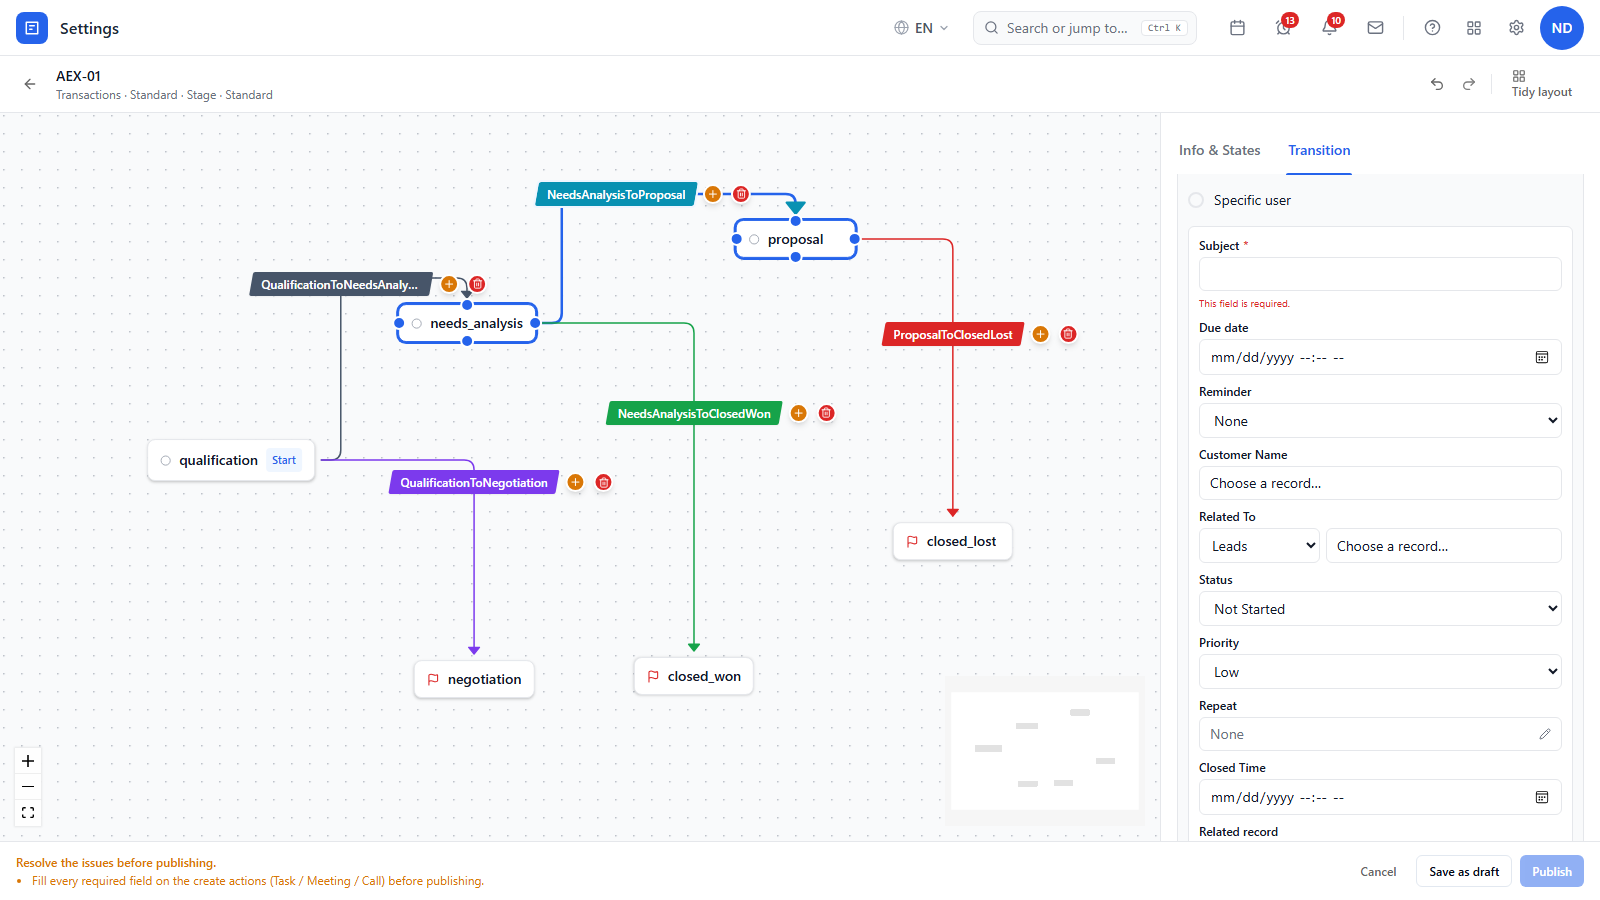 Settings
EN
Search or jump to...
Ctrl K
13
10
ND
AEX-01
Transactions · Standard · Stage · Standard
Tidy layout
Info & States
Transition
NeedsAnalysisToProposal
proposal
QualificationToNeedsAnaly...
needs_analysis
ProposalToClosedLost
NeedsAnalysisToClosedWon
qualification
Start
QualificationToNegotiation
closed_lost
negotiation
closed_won
Specific user
Subject *
This field is required.
Due date
mm/dd/yyyy --:-- --
Reminder
None
Customer Name
Choose a record...
Related To
Leads
Choose a record...
Status
Not Started
Priority
Low
Repeat
None
Closed Time
mm/dd/yyyy --:-- --
Related record
Resolve the issues before publishing.
• Fill every required field on the create actions (Task / Meeting / Call) before publishing.
Cancel
Save as draft
Publish